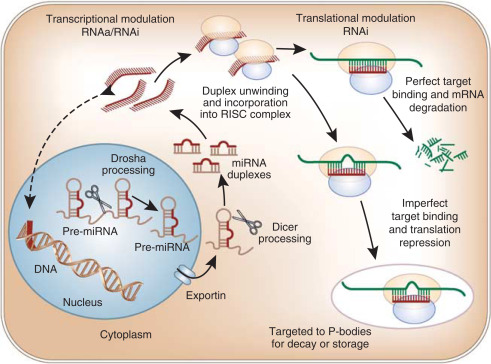 Transcriptional modulation
RNAa/RNAi
Translational modulation
RNAi
Duplex unwinding
and incorporation
into RISC complex
Perfect target
binding and mRNA
degradation
miRNA
duplexes
Drosha
processing
Pre-miRNA
Pre-miRNA
Dicer
processing
Imperfect
target binding
and translation
repression
DNA
Nucleus
Exportin
Cytoplasm
Targeted to P-bodies
for decay or storage